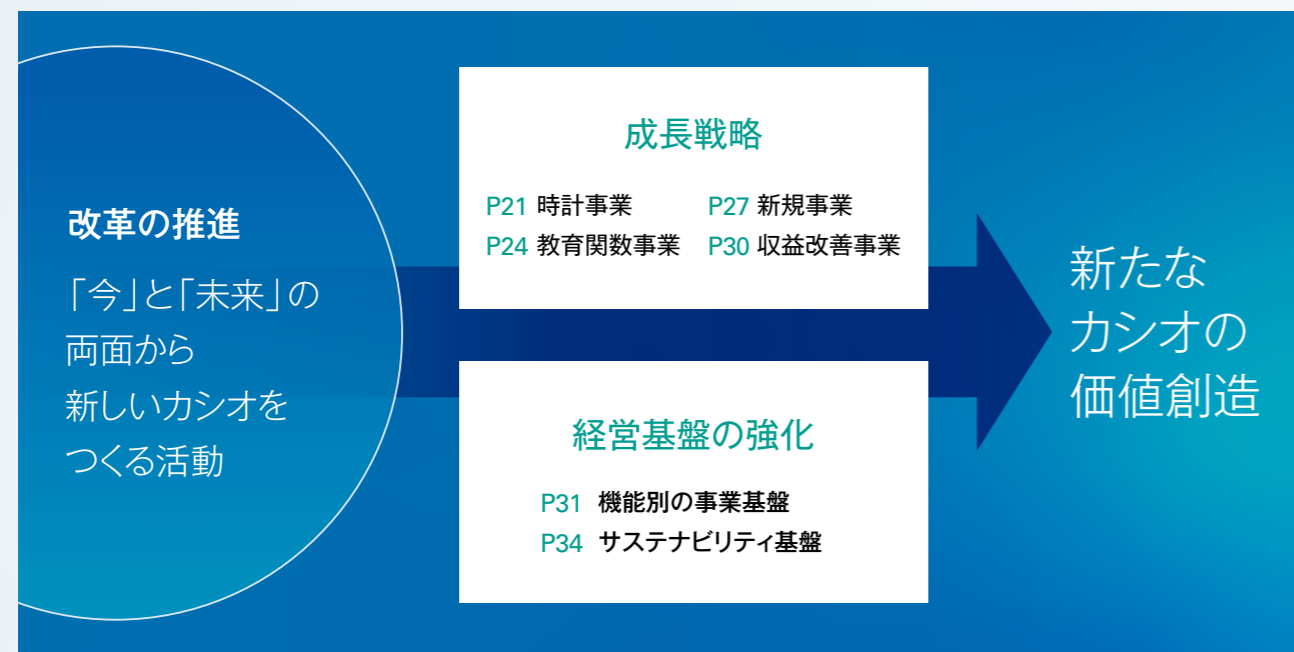 改革の推進
「今」と「未来」の
両面から
新しいカシオを
つくる活動
成長戦略
P21 時計事業
P24 教育関数事業
P27 新規事業
P30 収益改善事業
経営基盤の強化
P31 機能別の事業基盤
P34 サステナビリティ基盤
新たな
カシオの
価値創造